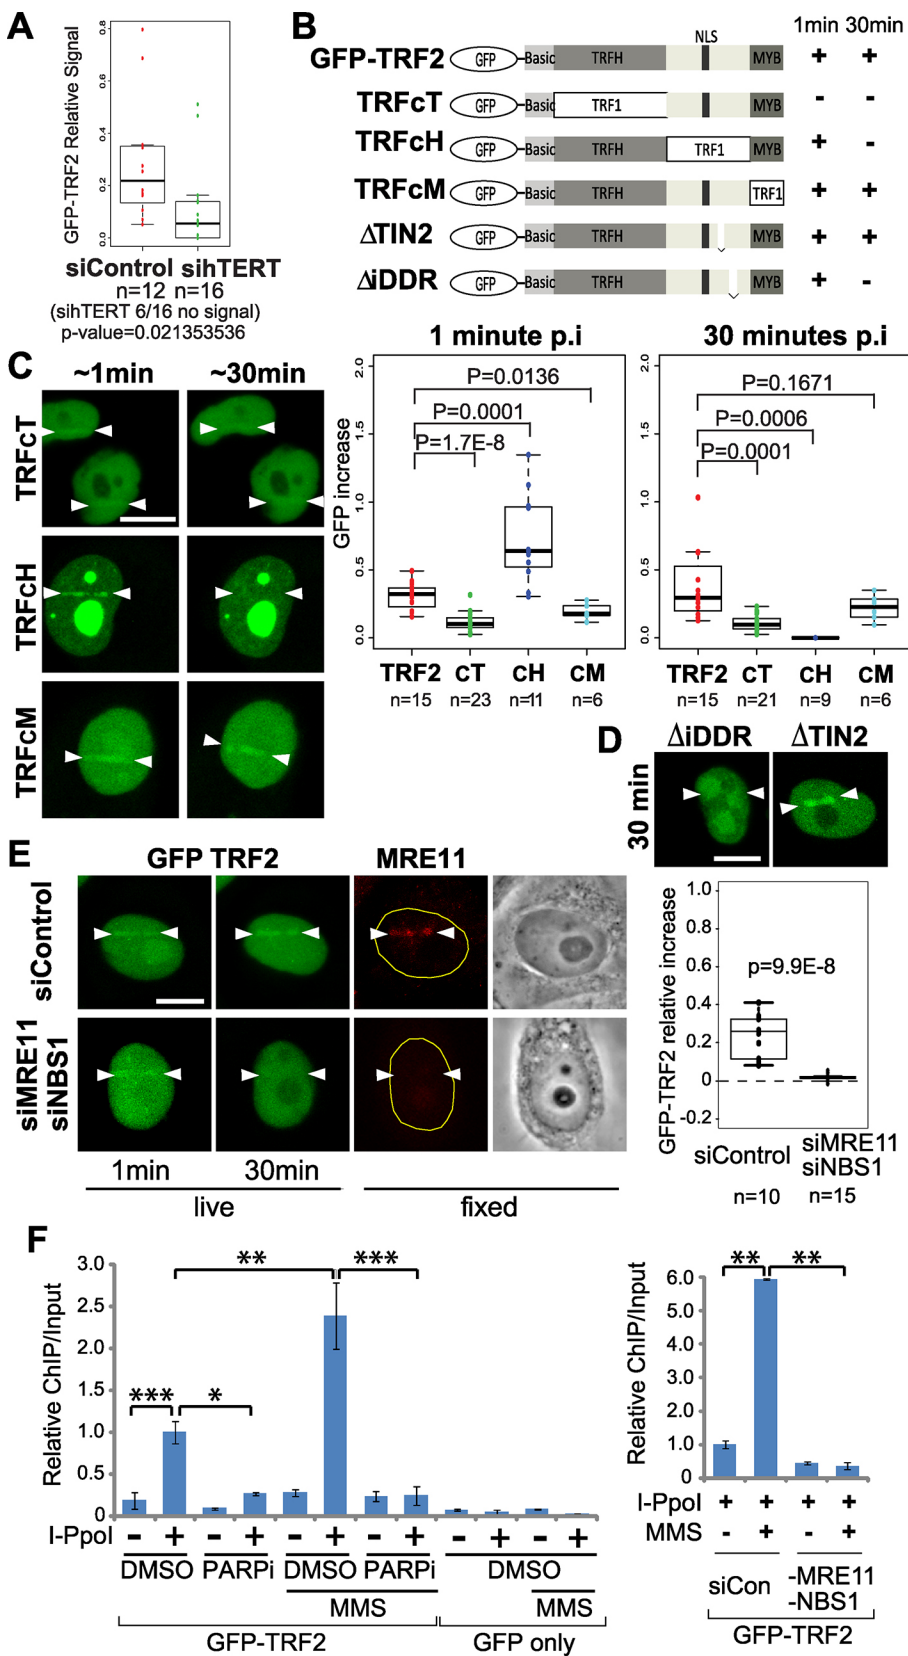 A
GFP-TRF2 Relative Signal
0.8
0.6
0.4
0.2
0.0
siControl sihTERT
n=12 n=16
(sihTERT 6/16 no signal)
p-value=0.021353536
B
1min 30min
NLS
GFP-TRF2 GFP Basic TRFH MYB + +
TRFcT GFP Basic TRF1 MYB - -
TRFcH GFP Basic TRFH TRF1 MYB + -
TRFcM GFP Basic TRFH TRF1 + +
ΔTIN2 GFP Basic TRFH MYB + +
ΔiDDR GFP Basic TRFH MYB + -
C
~1min ~30min
TRFcT
TRFcH
TRFcM
1 minute p.i
GFP increase
2.0
1.5
1.0
0.5
0.0
P=0.0136
P=0.0001
P=1.7E-8
TRF2 cT cH cM
n=15 n=23 n=11 n=6
30 minutes p.i
2.0
1.5
1.0
0.5
0.0
P=0.1671
P=0.0006
P=0.0001
TRF2 cT cH cM
n=15 n=21 n=9 n=6
D
ΔiDDR ΔTIN2
30 min
E
GFP TRF2 MRE11
siControl
siMRE11
siNBS1
1min 30min
live fixed
GFP-TRF2 relative increase
1.0
0.8
0.6
0.4
0.2
0
-0.2
p=9.9E-8
siControl siMRE11
siNBS1
n=10 n=15
F
Relative ChIP/Input
3.0
2.5
2.0
1.5
1.0
0.5
0
** ***
*** *
I-PpoI - + - + - + - + - + - +
DMSO PARPi DMSO PARPi DMSO
MMS MMS
GFP-TRF2 GFP only
Relative ChIP/Input
6.0
5.0
4.0
3.0
2.0
1.0
0
** **
I-PpoI + + + +
MMS - + - +
siCon -MRE11
-NBS1
GFP-TRF2